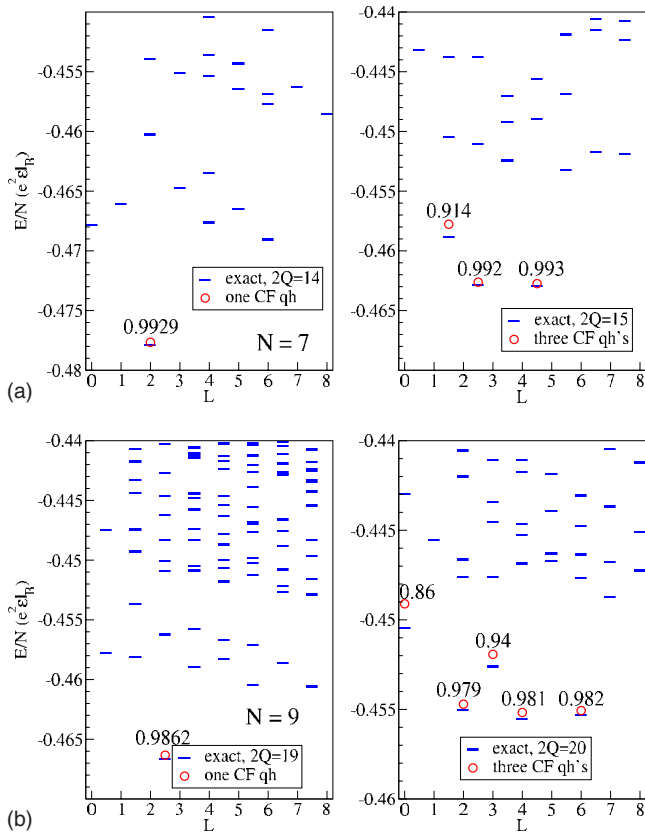 -0.455
-0.46
-0.465
-0.47
-0.475
-0.48
E/N (e²εl_R)
0.9929
exact, 2Q=14
one CF qh
N = 7
0 1 2 3 4 5 6 7 8
L
(a)
-0.44
-0.445
-0.45
-0.455
-0.46
-0.465
-0.47
0.914
0.992
0.993
exact, 2Q=15
three CF qh's
0 1 2 3 4 5 6 7 8
L
-0.44
-0.445
-0.45
-0.455
-0.46
-0.465
E/N (e²εl_R)
N = 9
0.9862
exact, 2Q=19
one CF qh
0 1 2 3 4 5 6 7 8
L
(b)
-0.44
-0.445
-0.45
-0.455
-0.46
0.86
0.94
0.979
0.981
0.982
exact, 2Q=20
three CF qh's
0 1 2 3 4 5 6 7 8
L